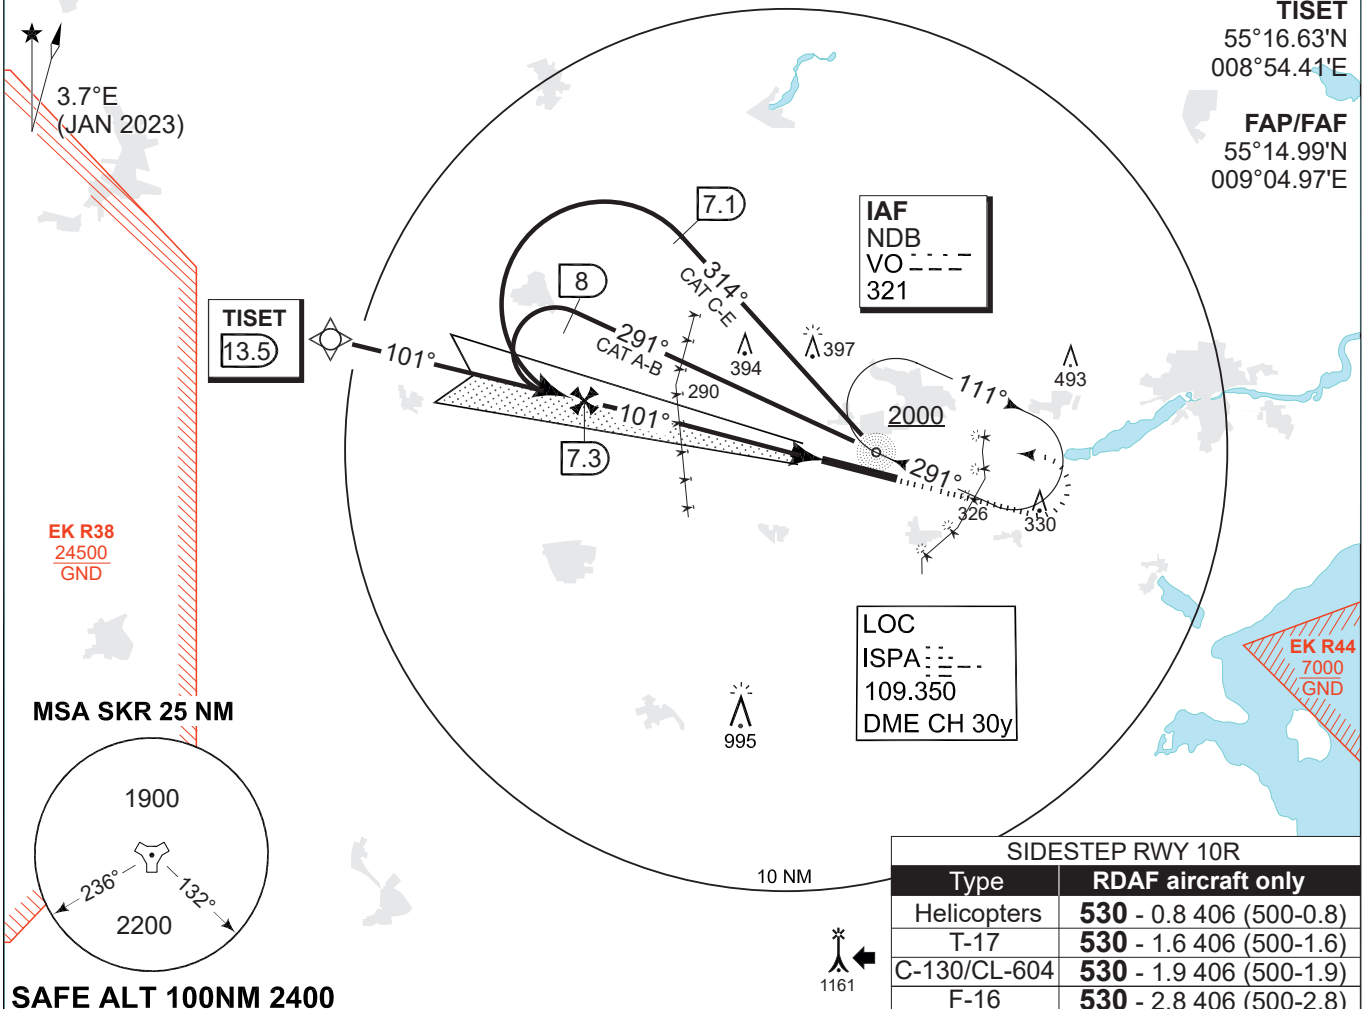 TISET
55°16.63'N
008°54.41'E
FAP/FAF
55°14.99'N
009°04.97'E
3.7°E
(JAN 2023)
7.1
IAF
NDB
VO
321
8
314°
CAT C-E
TISET
13.5
101°
291°
CAT A-B
394
397
493
290
111°
2000
101°
7.3
291°
326
330
EK R38
24500
GND
LOC
ISPA
109.350
DME CH 30y
EK R44
7000
GND
995
MSA SKR 25 NM
1900
236°
132°
2200
10 NM
1161
SIDESTEP RWY 10R
Type RDAF aircraft only
Helicopters 530 - 0.8 406 (500-0.8)
T-17 530 - 1.6 406 (500-1.6)
C-130/CL-604 530 - 1.9 406 (500-1.9)
F-16 530 - 2.8 406 (500-2.8)
SAFE ALT 100NM 2400